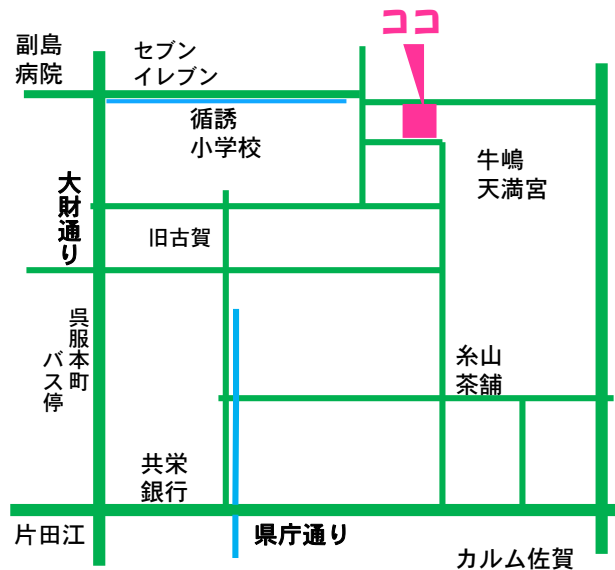 ココ
副島
病院
セブン
イレブン
循誘
小学校
牛嶋
天満宮
大財通り
旧古賀
呉服本町
バス停
糸山
茶舗
共栄
銀行
片田江
県庁通り
カルム佐賀